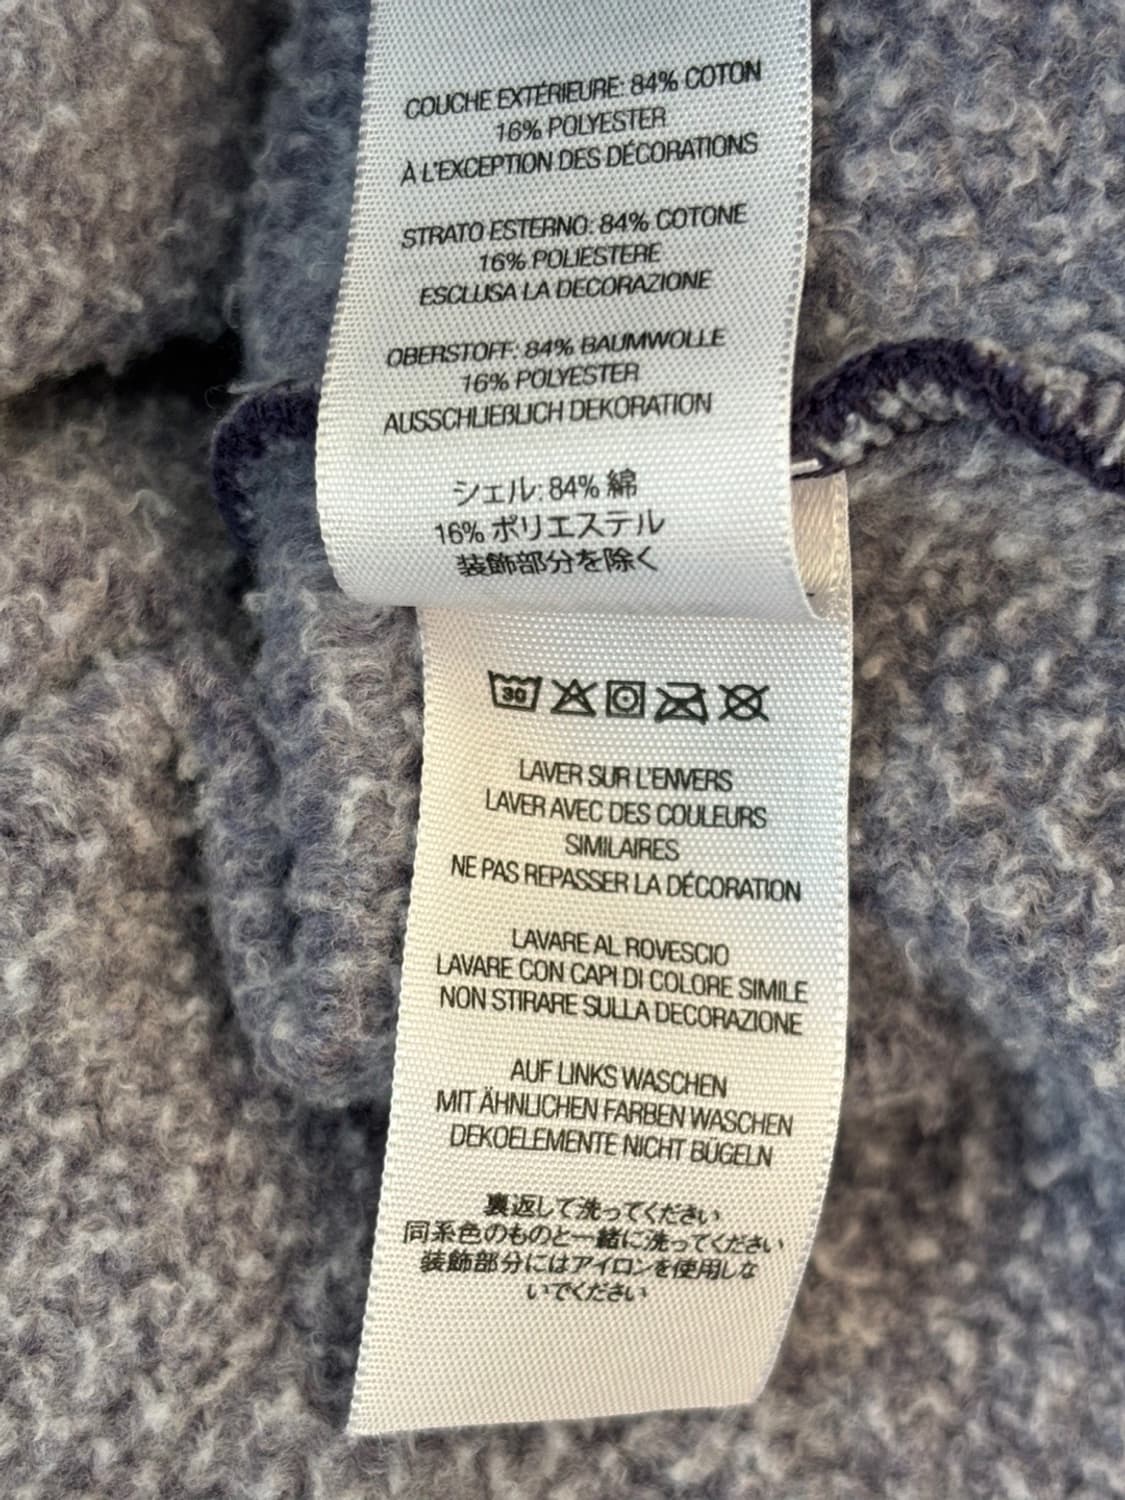 COUCHE EXTÉRIEURE: 84% COTON
16% POLYESTER
À L'EXCEPTION DES DÉCORATIONS
STRATO ESTERNO: 84% COTONE
16% POLIESTERE
ESCLUSA LA DECORAZIONE
OBERSTOFF: 84% BAUMWOLLE
16% POLYESTER
AUSSCHLIEßLICH DEKORATION
シェル: 84% 綿
16% ポリエステル
装飾部分を除く
30
LAVER SUR L'ENVERS
LAVER AVEC DES COULEURS
SIMILAIRES
NE PAS REPASSER LA DÉCORATION
LAVARE AL ROVESCIO
LAVARE CON CAPI DI COLORE SIMILE
NON STIRARE SULLA DECORAZIONE
AUF LINKS WASCHEN
MIT ÄHNLICHEN FARBEN WASCHEN
DEKOELEMENTE NICHT BÜGELN
裏返して洗ってください
同系色のものと一緒に洗ってください
装飾部分にはアイロンを使用しな
いでください